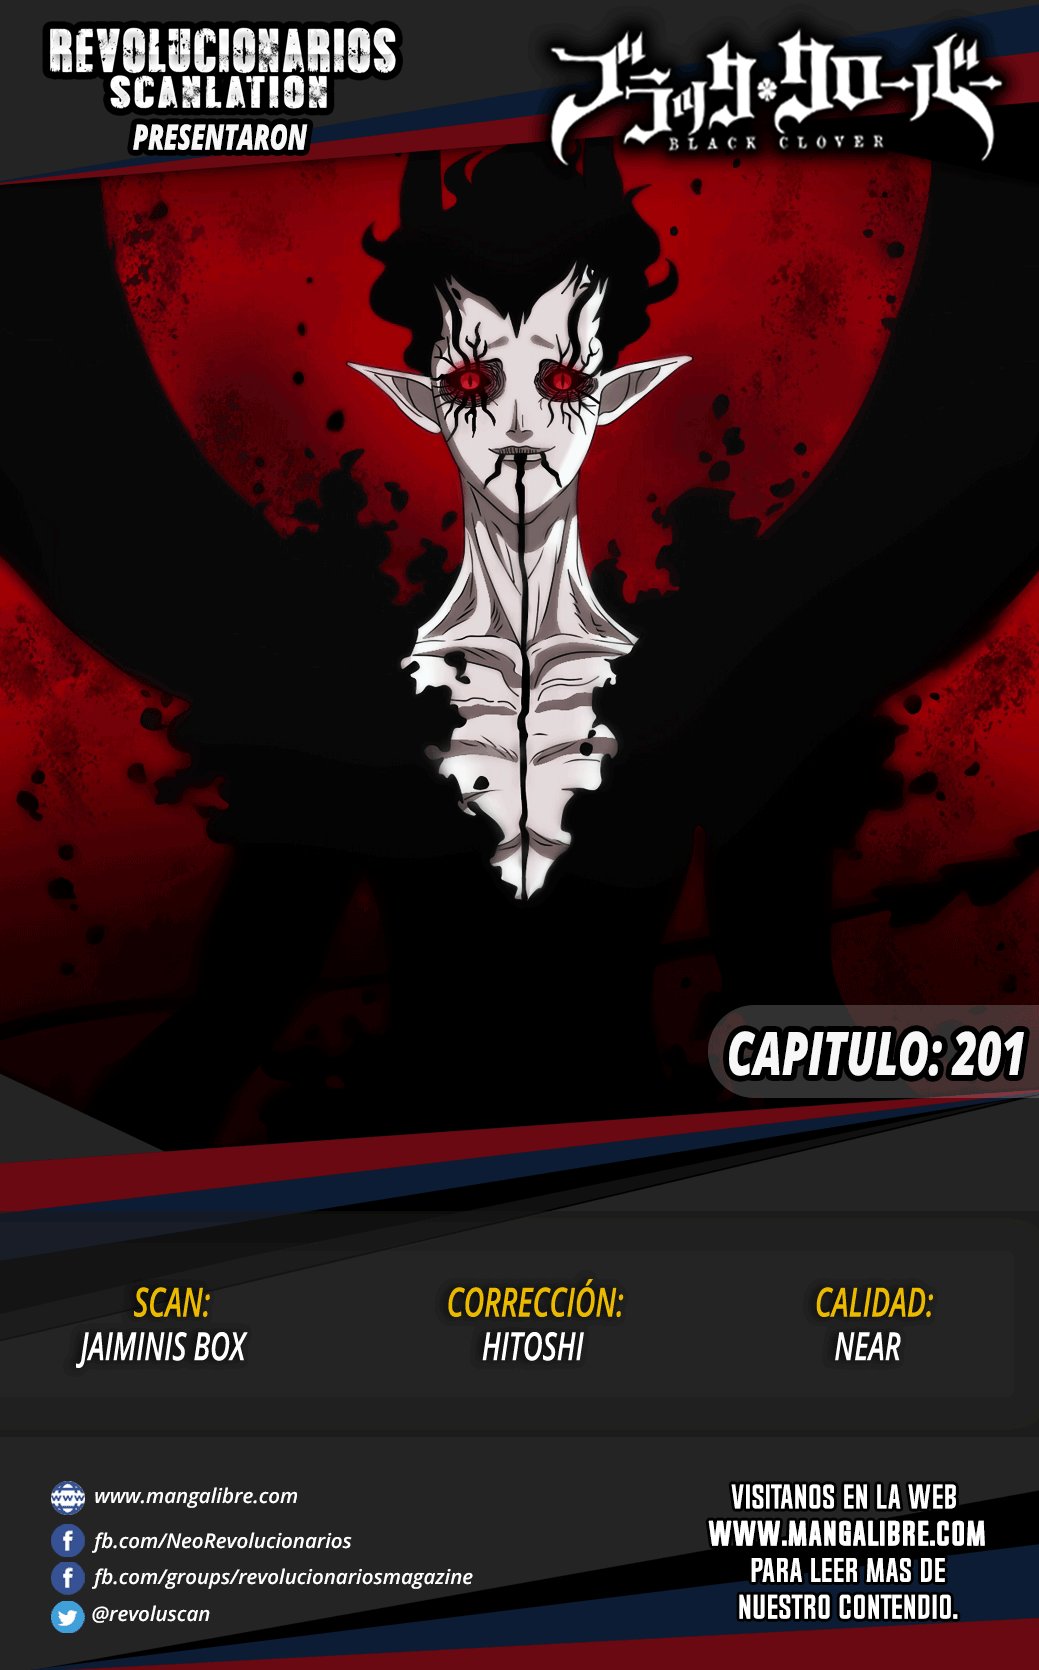 REVOLUCIONARIOS
SCANLATION
PRESENTARON
ブラック・クローバー
BLACK CLOVER
CAPITULO: 201
SCAN:
JAIMINIS BOX
CORRECCIÓN:
HITOSHI
CALIDAD:
NEAR
www
www.mangalibre.com
fb.com/NeoRevolucionarios
fb.com/groups/revolucionariosmagazine
@revoluscan
VISITANOS EN LA WEB
WWW.MANGALIBRE.COM
PARA LEER MAS DE
NUESTRO CONTENDIO.